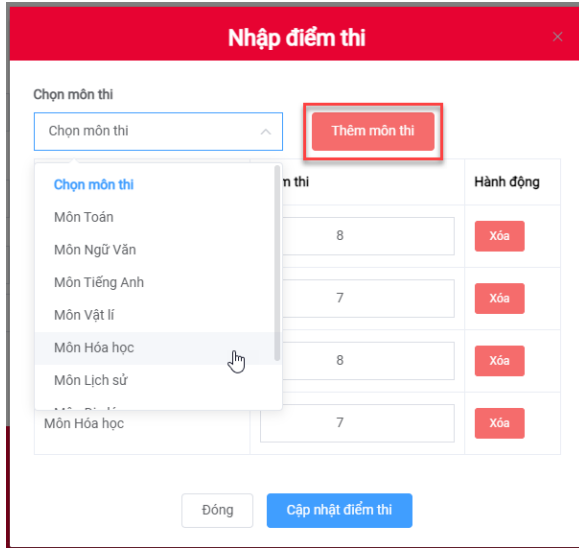 Nhập điểm thi
×
Chọn môn thi
Chọn môn thi
Thêm môn thi
Chọn môn thi
m thi
Hành động
Môn Toán
8
Xóa
Môn Ngữ Văn
Môn Tiếng Anh
7
Xóa
Môn Vật lí
Môn Hóa học
8
Xóa
Môn Lịch sử
Môn Hóa học
7
Xóa
Đóng
Cập nhật điểm thi